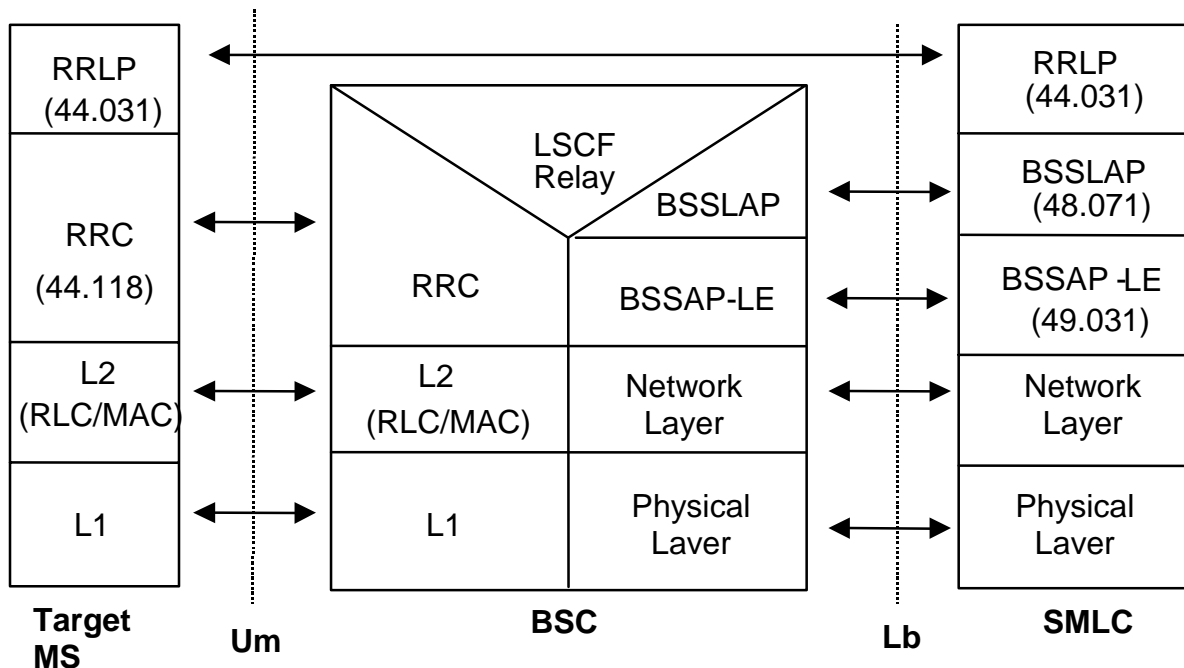 RRLP
(44.031)
RRC
(44.118)
L2
(RLC/MAC)
L1
Target
MS
Um
LSCF
Relay
BSSLAP
RRC
BSSAP-LE
L2
(RLC/MAC)
Network
Layer
L1
Physical
Laver
BSC
Lb
RRLP
(44.031)
BSSLAP
(48.071)
BSSAP -LE
(49.031)
Network
Layer
Physical
Laver
SMLC